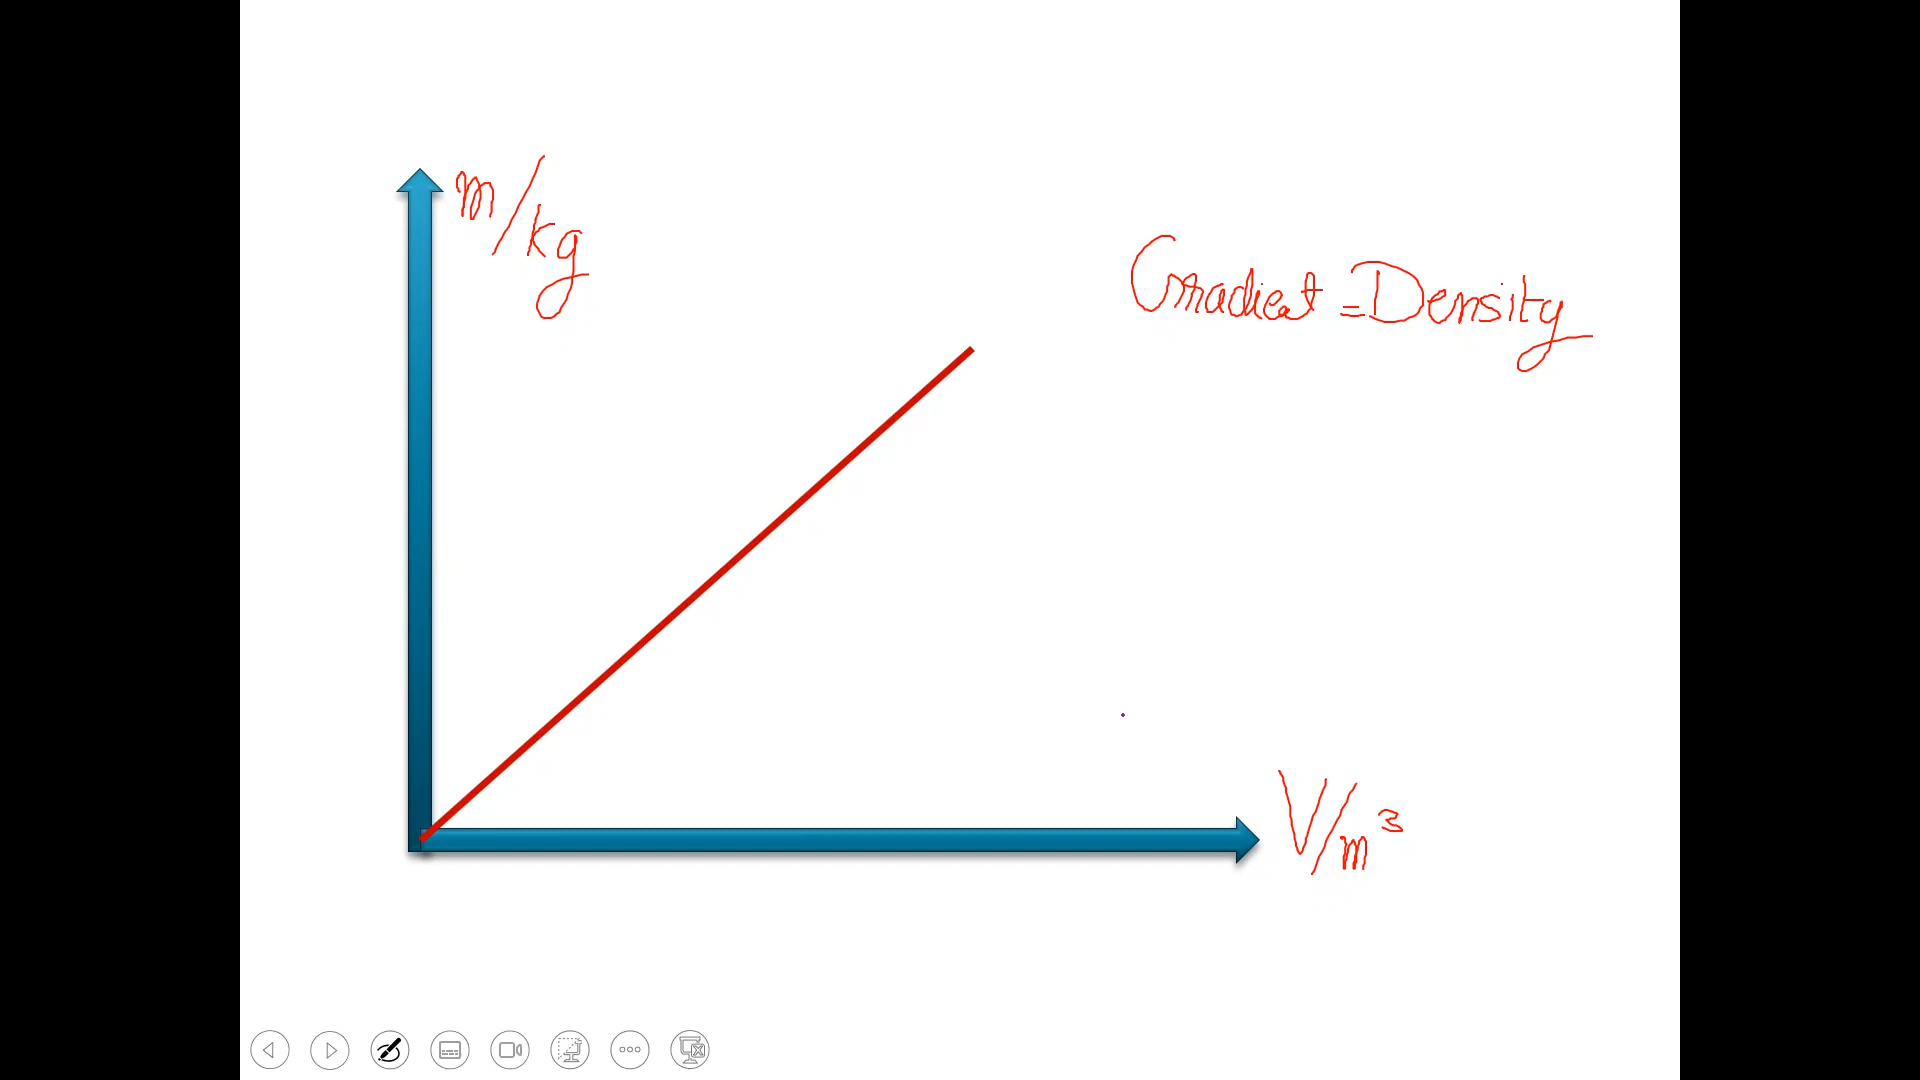 m/kg
Gradient = Density
V/m³